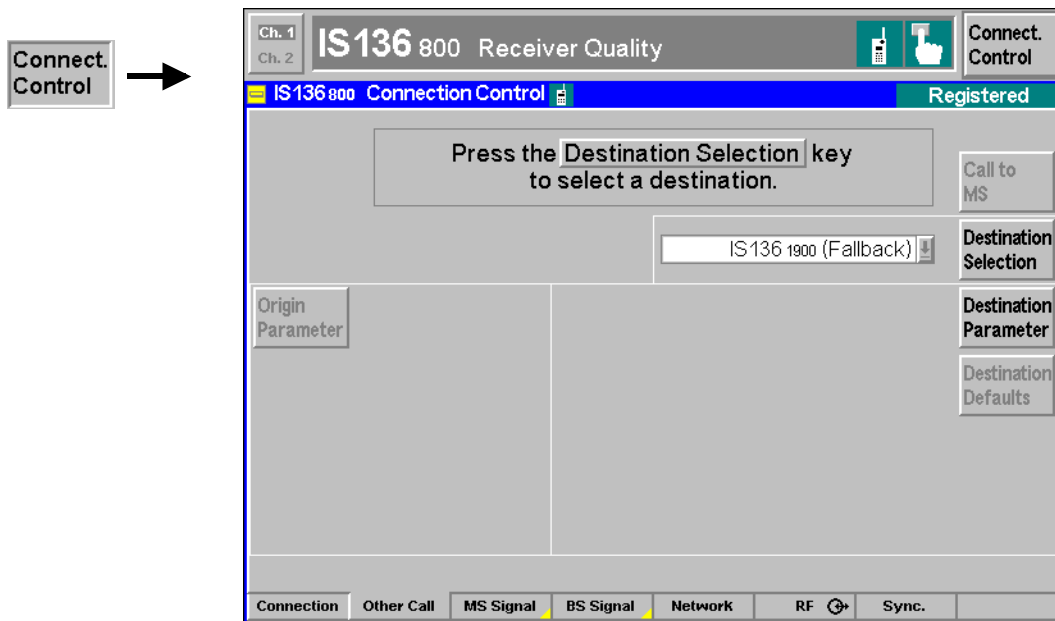 Connect.
Control
Ch. 1
Ch. 2
IS136 800 Receiver Quality
Connect.
Control
IS136 800 Connection Control
Registered
Press the Destination Selection key
to select a destination.
Call to
MS
IS136 1900 (Fallback)
Destination
Selection
Origin
Parameter
Destination
Parameter
Destination
Defaults
Connection Other Call MS Signal BS Signal Network RF Sync.